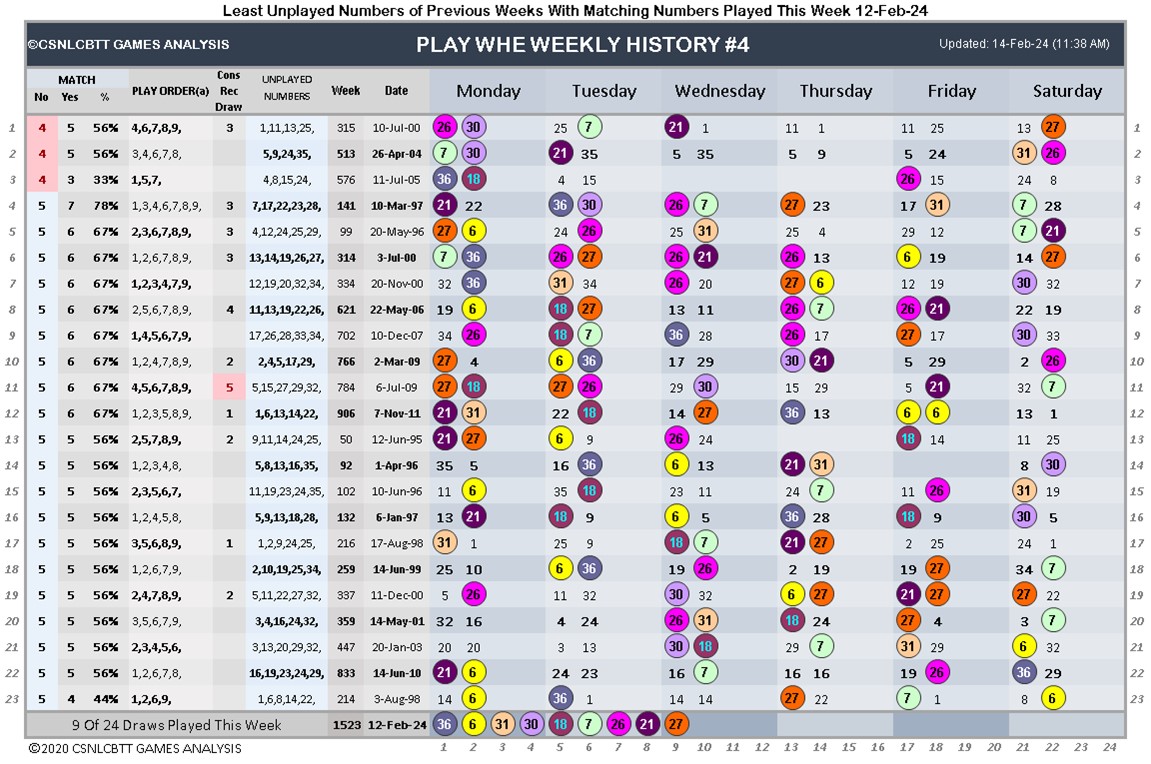 Least Unplayed Numbers of Previous Weeks With Matching Numbers Played This Week 12-Feb-24
©CSNLCBTT GAMES ANALYSIS PLAY WHE WEEKLY HISTORY #4 Updated: 14-Feb-24 (11:38 AM)
MATCH
No Yes % PLAY ORDER(a) Cons Rec Draw UNPLAYED NUMBERS Week Date Monday Tuesday Wednesday Thursday Friday Saturday
1 4 5 56% 4,6,7,8,9, 3 1,11,13,25, 315 10-Jul-00 26 30 25 7 21 1 11 1 11 25 13 27 1
2 4 5 56% 3,4,6,7,8, 5,9,24,35, 513 26-Apr-04 7 30 21 35 5 35 5 9 5 24 31 26 2
3 4 3 33% 1,5,7, 4,8,15,24, 576 11-Jul-05 36 18 4 15 26 15 24 8 3
4 5 7 78% 1,3,4,6,7,8,9, 3 7,17,22,23,28, 141 10-Mar-97 21 22 36 30 26 7 27 23 17 31 7 28 4
5 5 6 67% 2,3,6,7,8,9, 3 4,12,24,25,29, 99 20-May-96 27 6 24 26 25 31 25 4 29 12 7 21 5
6 5 6 67% 1,2,6,7,8,9, 3 13,14,19,26,27, 314 3-Jul-00 7 36 26 27 26 21 26 13 6 19 14 27 6
7 5 6 67% 1,2,3,4,7,9, 12,19,20,32,34, 334 20-Nov-00 32 36 31 34 26 20 27 6 12 19 30 32 7
8 5 6 67% 2,5,6,7,8,9, 4 11,13,19,22,26, 621 22-May-06 19 6 18 27 13 11 26 7 26 21 22 19 8
9 5 6 67% 1,4,5,6,7,9, 17,26,28,33,34, 702 10-Dec-07 34 26 18 7 36 28 26 17 27 17 30 33 9
10 5 6 67% 1,2,4,7,8,9, 2 2,4,5,17,29, 766 2-Mar-09 27 4 6 36 17 29 30 21 5 29 2 26 10
11 5 6 67% 4,5,6,7,8,9, 5 5,15,27,29,32, 784 6-Jul-09 27 18 27 26 29 30 15 29 5 21 32 7 11
12 5 6 67% 1,2,3,5,8,9, 1 1,6,13,14,22, 906 7-Nov-11 21 31 22 18 14 27 36 13 6 6 13 1 12
13 5 5 56% 2,5,7,8,9, 2 9,11,14,24,25, 50 12-Jun-95 21 27 6 9 26 24 18 14 11 25 13
14 5 5 56% 1,2,3,4,8, 5,8,13,16,35, 92 1-Apr-96 35 5 16 36 6 13 21 31 8 30 14
15 5 5 56% 2,3,5,6,7, 11,19,23,24,35, 102 10-Jun-96 11 6 35 18 23 11 24 7 11 26 31 19 15
16 5 5 56% 1,2,4,5,8, 5,9,13,18,28, 132 6-Jan-97 13 21 18 9 6 5 36 28 18 9 30 5 16
17 5 5 56% 3,5,6,8,9, 1 1,2,9,24,25, 216 17-Aug-98 31 1 25 9 18 7 21 27 2 25 24 1 17
18 5 5 56% 1,2,6,7,9, 2,10,19,25,34, 259 14-Jun-99 25 10 6 36 19 26 2 19 19 27 34 7 18
19 5 5 56% 2,4,7,8,9, 2 5,11,22,27,32, 337 11-Dec-00 5 26 11 32 30 32 6 27 21 27 27 22 19
20 5 5 56% 3,5,6,7,9, 3,4,16,24,32, 359 14-May-01 32 16 4 24 26 31 18 24 27 4 3 7 20
21 5 5 56% 2,3,4,5,6, 3,13,20,29,32, 447 20-Jan-03 20 20 3 13 30 18 29 7 31 29 6 32 21
22 5 5 56% 1,2,6,7,8, 16,19,23,24,29, 833 14-Jun-10 21 6 24 23 16 7 16 16 19 26 36 29 22
23 5 4 44% 1,2,6,9, 1,6,8,14,22, 214 3-Aug-98 14 6 36 1 14 14 27 22 7 1 8 6 23
9 Of 24 Draws Played This Week 1523 12-Feb-24 36 6 31 30 18 7 26 21 27
©2020 CSNLCBTT GAMES ANALYSIS 1 2 3 4 5 6 7 8 9 10 11 12 13 14 15 16 17 18 19 20 21 22 23 24